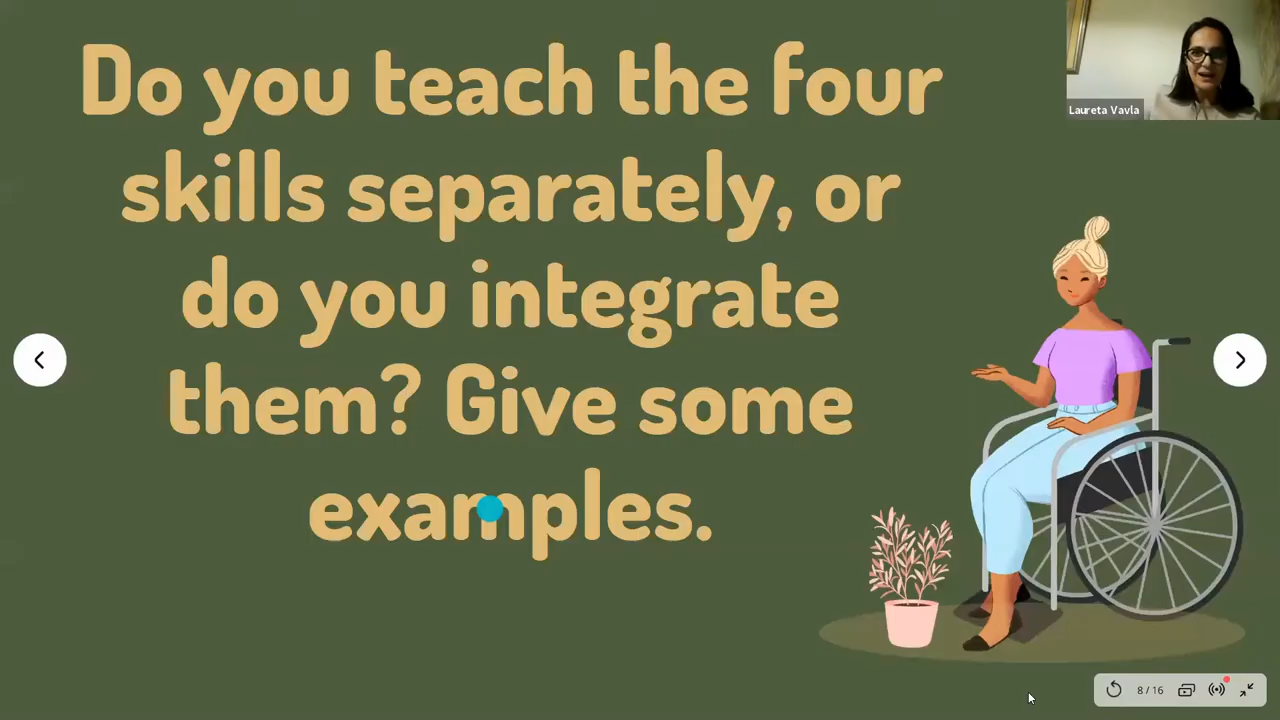 Do you teach the four
skills separately, or
do you integrate
them? Give some
examples.
Laureta Vavla
8 / 16